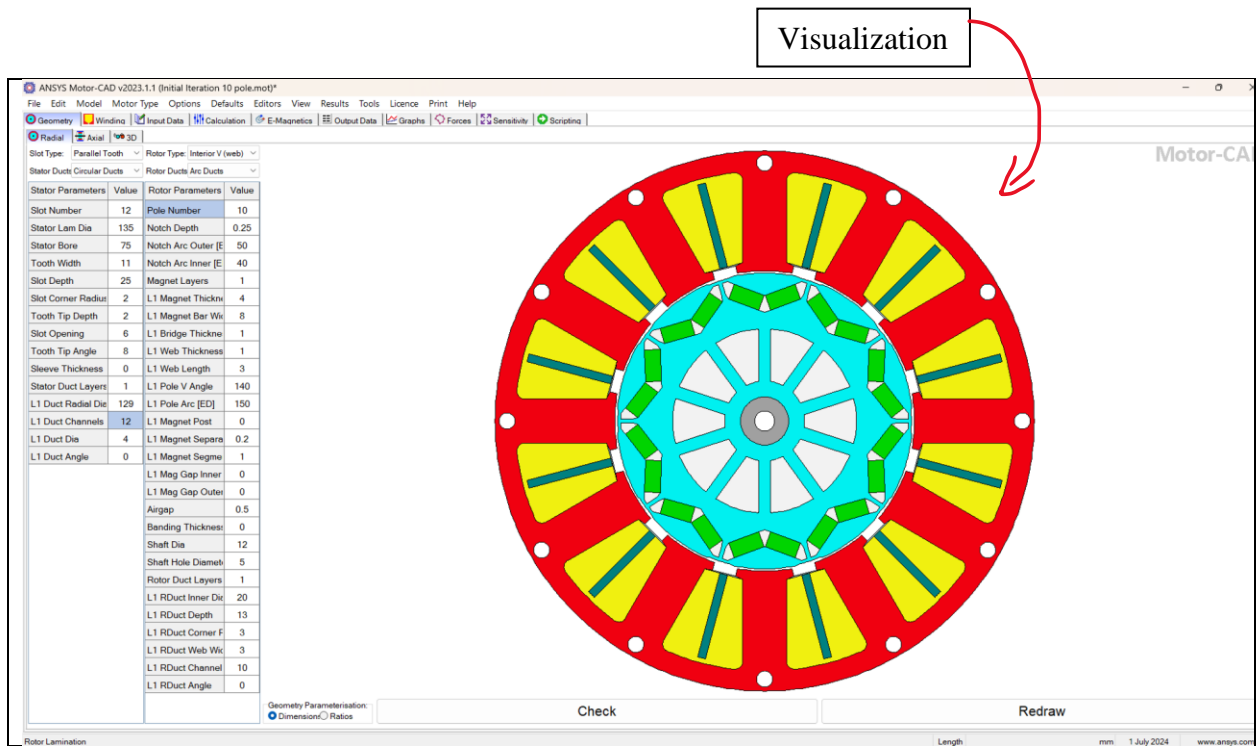 Visualization
ANSYS Motor-CAD v2023.1.1 (Initial Iteration 10 pole.mot)*
File Edit Model Motor Type Options Defaults Editors View Results Tools Licence Print Help
Geometry Winding Input Data Calculation E-Magnetics Output Data Graphs Forces Sensitivity Scripting
Radial Axial 3D
Slot Type: Parallel Tooth Rotor Type: Interior V (web)
Stator Ducts Circular Ducts Rotor Ducts Arc Ducts
Motor-CAD
Stator Parameters Value Rotor Parameters Value
Slot Number 12 Pole Number 10
Stator Lam Dia 135 Notch Depth 0.25
Stator Bore 75 Notch Arc Outer [E 50
Tooth Width 11 Notch Arc Inner [E 40
Slot Depth 25 Magnet Layers 1
Slot Corner Radius 2 L1 Magnet Thickne 4
Tooth Tip Depth 2 L1 Magnet Bar Wid 8
Slot Opening 6 L1 Bridge Thickne 1
Tooth Tip Angle 8 L1 Web Thickness 1
Sleeve Thickness 0 L1 Web Length 3
Stator Duct Layers 1 L1 Pole V Angle 140
L1 Duct Radial Dia 129 L1 Pole Arc [ED] 150
L1 Duct Channels 12 L1 Magnet Post 0
L1 Duct Dia 4 L1 Magnet Separa 0.2
L1 Duct Angle 0 L1 Magnet Segme 1
L1 Mag Gap Inner 0
L1 Mag Gap Outer 0
Airgap 0.5
Banding Thickness 0
Shaft Dia 12
Shaft Hole Diamete 5
Rotor Duct Layers 1
L1 RDuct Inner Dia 20
L1 RDuct Depth 13
L1 RDuct Corner F 3
L1 RDuct Web Wid 3
L1 RDuct Channel 10
L1 RDuct Angle 0
Geometry Parameterisation:
Dimensions Ratios
Check Redraw
Rotor Lamination Length mm 1 July 2024 www.ansys.com